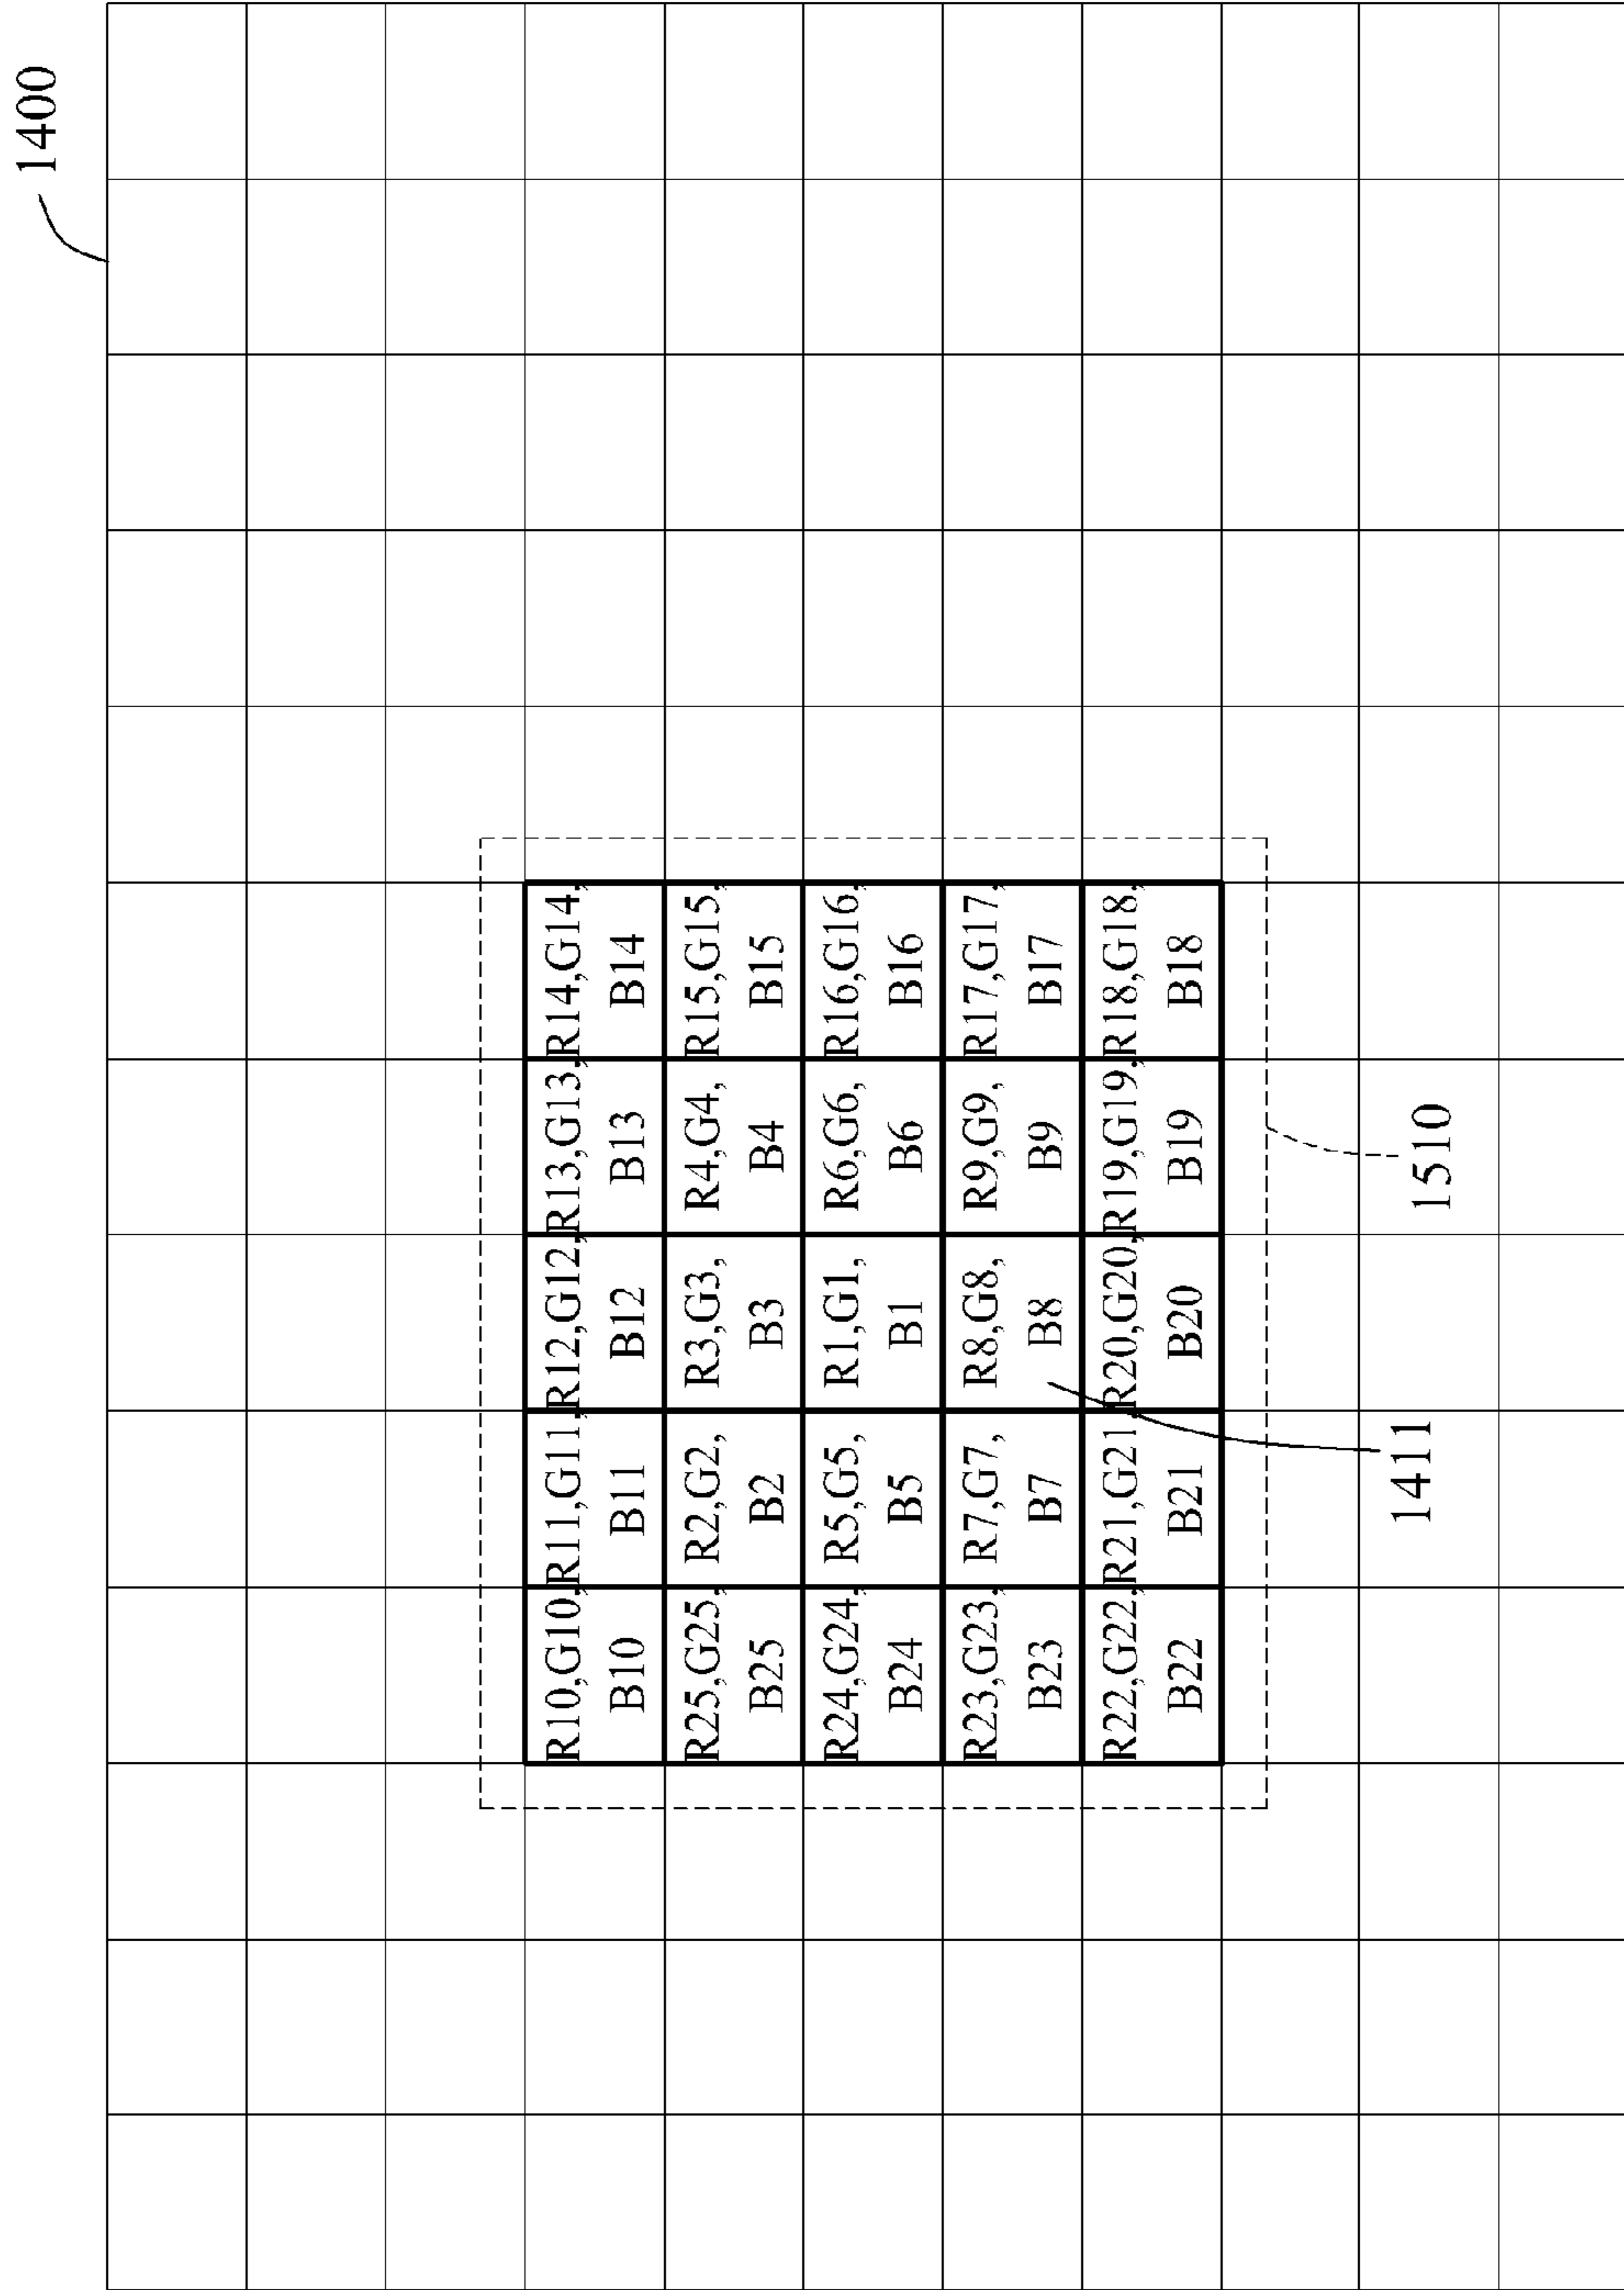 1400
R10,G10, R11,G11, R12,G12, R13,G13, R14,G14,
B10 B11 B12 B13 B14
R25,G25, R2,G2, R3,G3, R4,G4, R15,G15,
B25 B2 B3 B4 B15
R24,G24, R5,G5, R1,G1, R6,G6, R16,G16,
B24 B5 B1 B6 B16
R23,G23, R7,G7, R8,G8, R9,G9, R17,G17,
B23 B7 B8 B9 B17
R22,G22, R21,G21 R20,G20, R19,G19, R18,G18,
B22 B21 B20 B19 B18
1411 1510